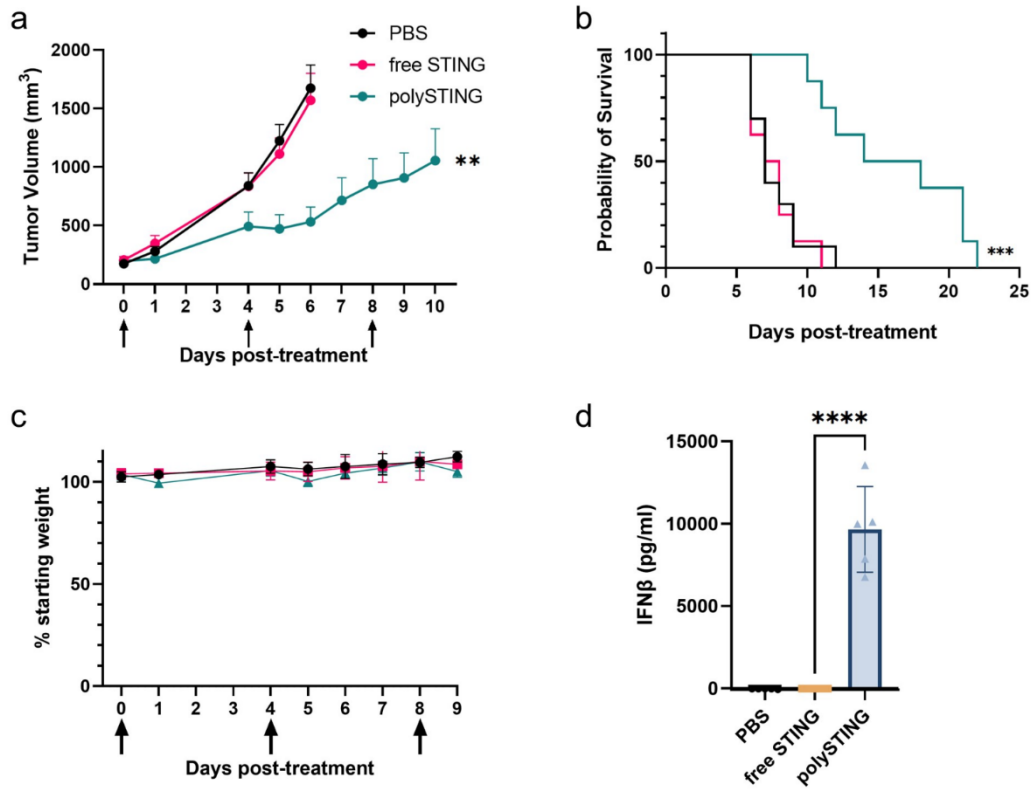 a
2000
1500
1000
500
0
Tumor Volume (mm³)
PBS
free STING
polySTING
**
0 1 2 3 4 5 6 7 8 9 10
Days post-treatment
b
100
50
0
Probability of Survival
***
0 5 10 15 20 25
Days post-treatment
c
100
50
0
% starting weight
0 1 2 3 4 5 6 7 8 9
Days post-treatment
d
****
15000
10000
5000
0
IFNβ (pg/ml)
PBS
free STING
polySTING